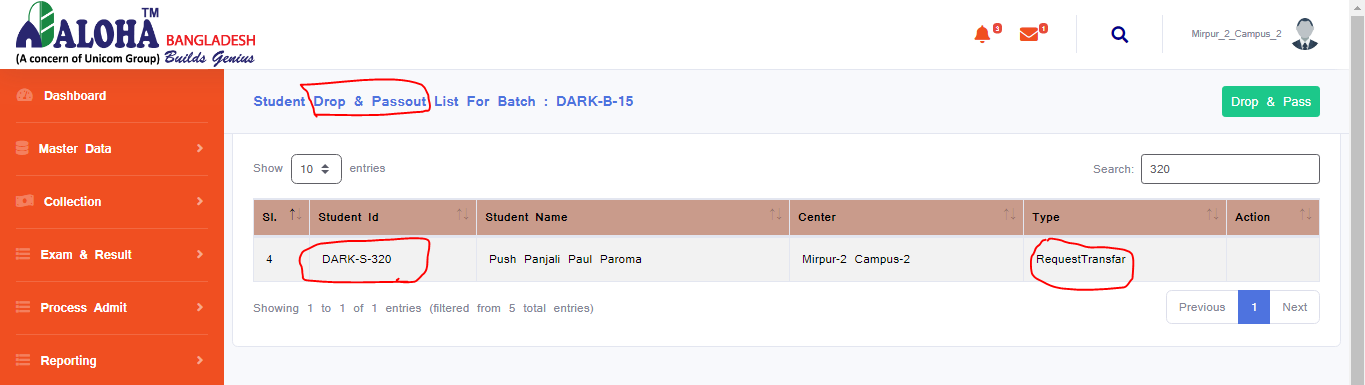 TM
ALOHA BANGLADESH
(A concern of Unicom Group) Builds Genius
3
1
Mirpur_2_Campus_2
Dashboard
Master Data
Collection
Exam & Result
Process Admit
Reporting
Student Drop & Passout List For Batch : DARK-B-15
Drop & Pass
Show 10 entries
Search: 320
Sl. Student Id Student Name Center Type Action
4 DARK-S-320 Push Panjali Paul Paroma Mirpur-2 Campus-2 RequestTransfar
Showing 1 to 1 of 1 entries (filtered from 5 total entries)
Previous 1 Next